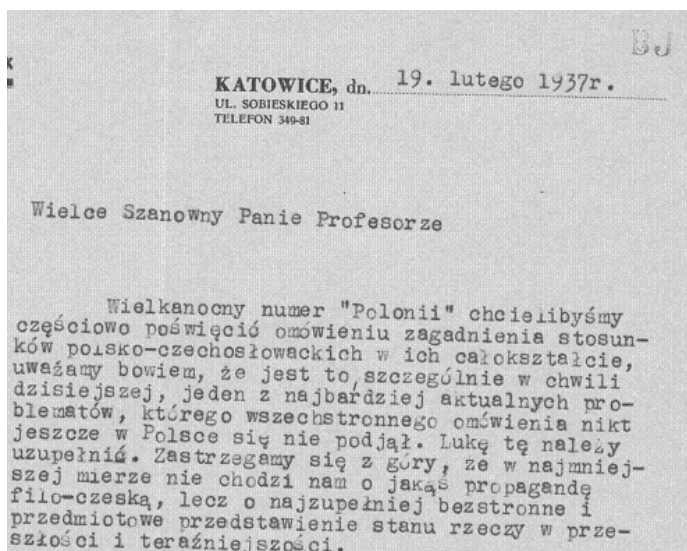 BJ
KATOWICE, dn. 19. lutego 1937r.
UL. SOBIESKIEGO 11
TELEFON 349-81
Wielce Szanowny Panie Profesorze
Wielkanocny numer "Polonii" chcielibyśmy
częściowo poświęcić omówieniu zagadnienia stosun-
ków polsko-czechosłowackich w ich całokształcie,
uważamy bowiem, że jest to, szczególnie w chwili
dzisiejszej, jeden z najbardziej aktualnych pro-
blematów, którego wszechstronnego omówienia nikt
jeszcze w Polsce się nie podjął. Lukę tę należy
uzupełnić. Zastrzegamy się z góry, że w najmniej-
szej mierze nie chodzi nam o jakąś propagandę
filo-czeską, lecz o najzupełniej bezstronne i
przedmiotowe przedstawienie stanu rzeczy w prze-
szłości i teraźniejszości.